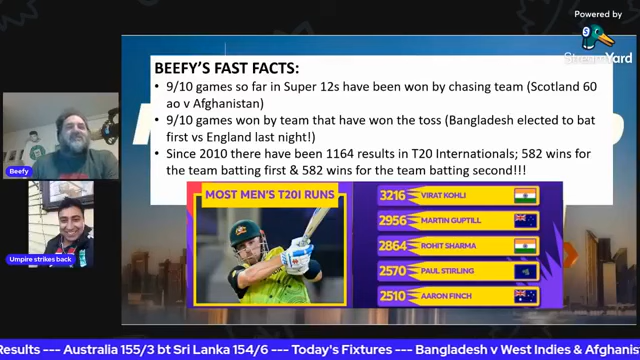 Powered by
StreamYard
BEEFY'S FAST FACTS:
• 9/10 games so far in Super 12s have been won by chasing team (Scotland 60
ao v Afghanistan)
• 9/10 games won by team that have won the toss (Bangladesh elected to bat
first vs England last night!)
• Since 2010 there have been 1164 results in T20 Internationals; 582 wins for
the team batting first & 582 wins for the team batting second!!!
MOST MEN'S T20I RUNS
3216 VIRAT KOHLI
2956 MARTIN GUPTILL
2864 ROHIT SHARMA
2570 PAUL STIRLING
2510 AARON FINCH
Beefy
Umpire strikes back
Results --- Australia 155/3 bt Sri Lanka 154/6 --- Today's Fixtures --- Bangladesh v West Indies & Afghanis